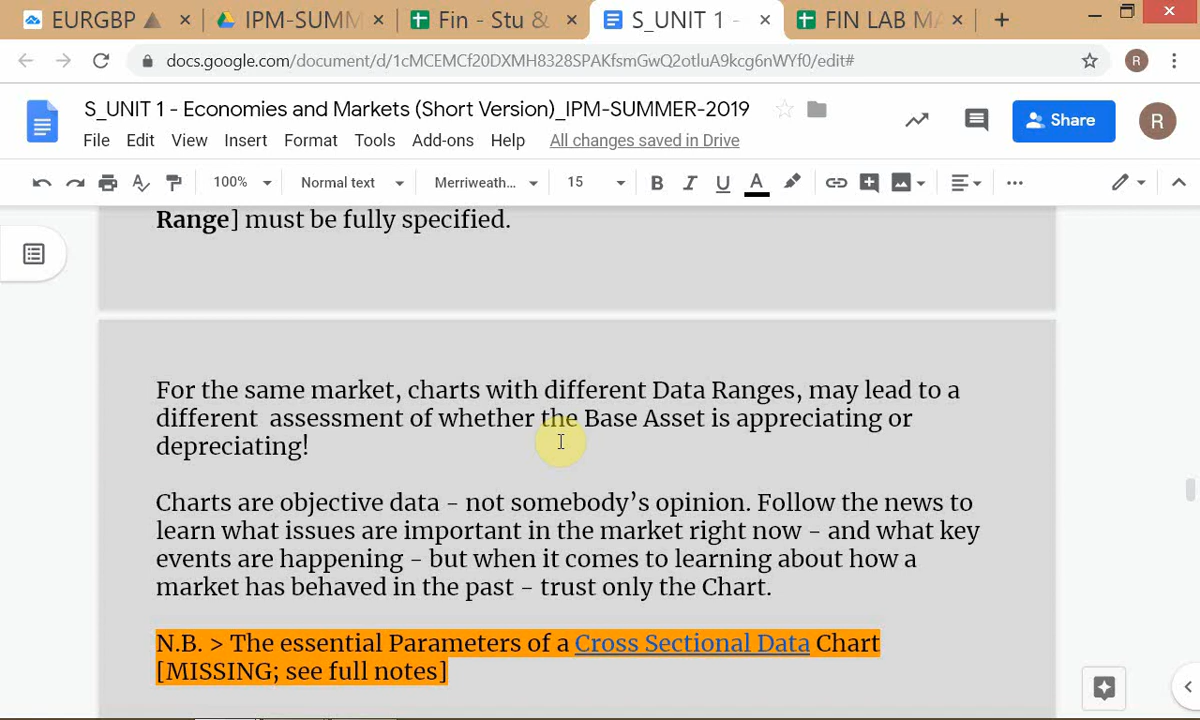 EURGBP
IPM-SUMM
Fin - Stu &
S_UNIT 1 -
FIN LAB MA
docs.google.com/document/d/1cMCEMCf20DXMH8328SPAKfsmGwQ2otluA9kcg6nWYf0/edit#
R
S_UNIT 1 - Economies and Markets (Short Version)_IPM-SUMMER-2019
File Edit View Insert Format Tools Add-ons Help All changes saved in Drive
Share
R
100% Normal text Merriweath... 15 B I U A
Range] must be fully specified.
For the same market, charts with different Data Ranges, may lead to a
different  assessment of whether the Base Asset is appreciating or
depreciating!
Charts are objective data - not somebody's opinion. Follow the news to
learn what issues are important in the market right now - and what key
events are happening - but when it comes to learning about how a
market has behaved in the past - trust only the Chart.
N.B. > The essential Parameters of a Cross Sectional Data Chart
[MISSING; see full notes]